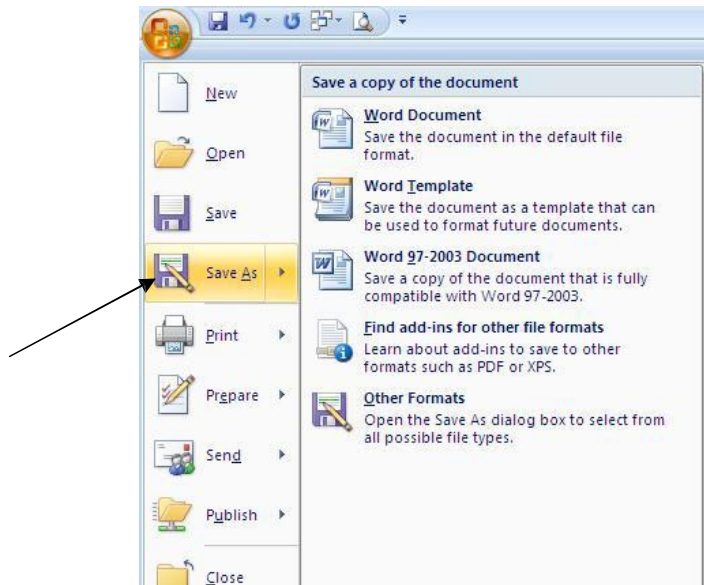 New
Open
Save
Save As
Print
Prepare
Send
Publish
Close
Save a copy of the document
Word Document
Save the document in the default file
format.
Word Template
Save the document as a template that can
be used to format future documents.
Word 97-2003 Document
Save a copy of the document that is fully
compatible with Word 97-2003.
Find add-ins for other file formats
Learn about add-ins to save to other
formats such as PDF or XPS.
Other Formats
Open the Save As dialog box to select from
all possible file types.